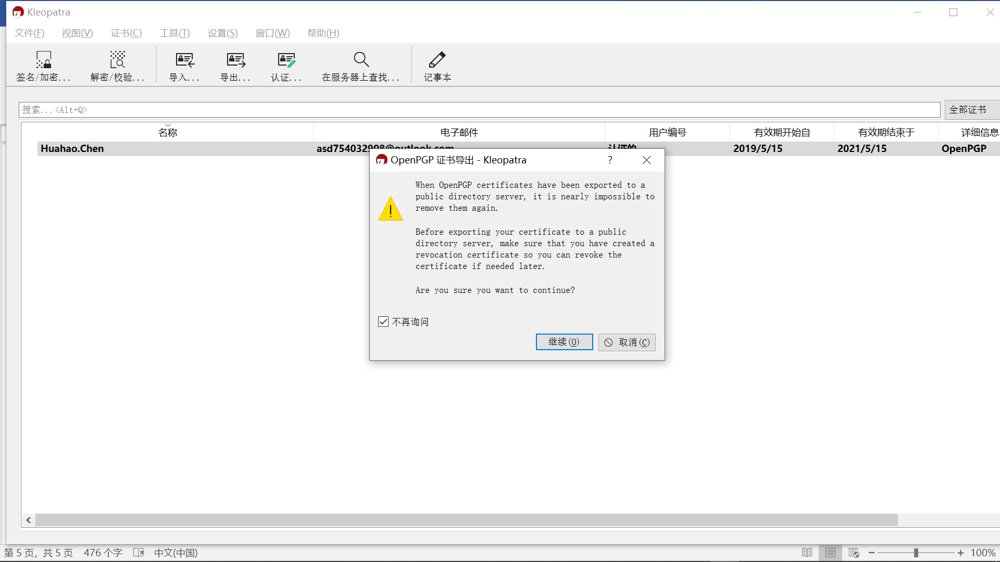 Kleopatra
文件(F) 视图(V) 证书(C) 工具(T) 设置(S) 窗口(W) 帮助(H)
签名/加密... 解密/校验... 导入... 导出... 认证... 在服务器上查找... 记事本
搜索...<Alt+Q> 全部证书
名称 电子邮件 用户编号 有效期开始自 有效期结束于 详细信息
Huahao.Chen asd754032908@outlook.com 认证的 2019/5/15 2021/5/15 OpenPGP
OpenPGP 证书导出 - Kleopatra
When OpenPGP certificates have been exported to a
public directory server, it is nearly impossible to
remove them again.
Before exporting your certificate to a public
directory server, make sure that you have created a
revocation certificate so you can revoke the
certificate if needed later.
Are you sure you want to continue?
不再询问
继续(O) 取消(C)
第 5 页，共 5 页 476 个字 中文(中国) 100%